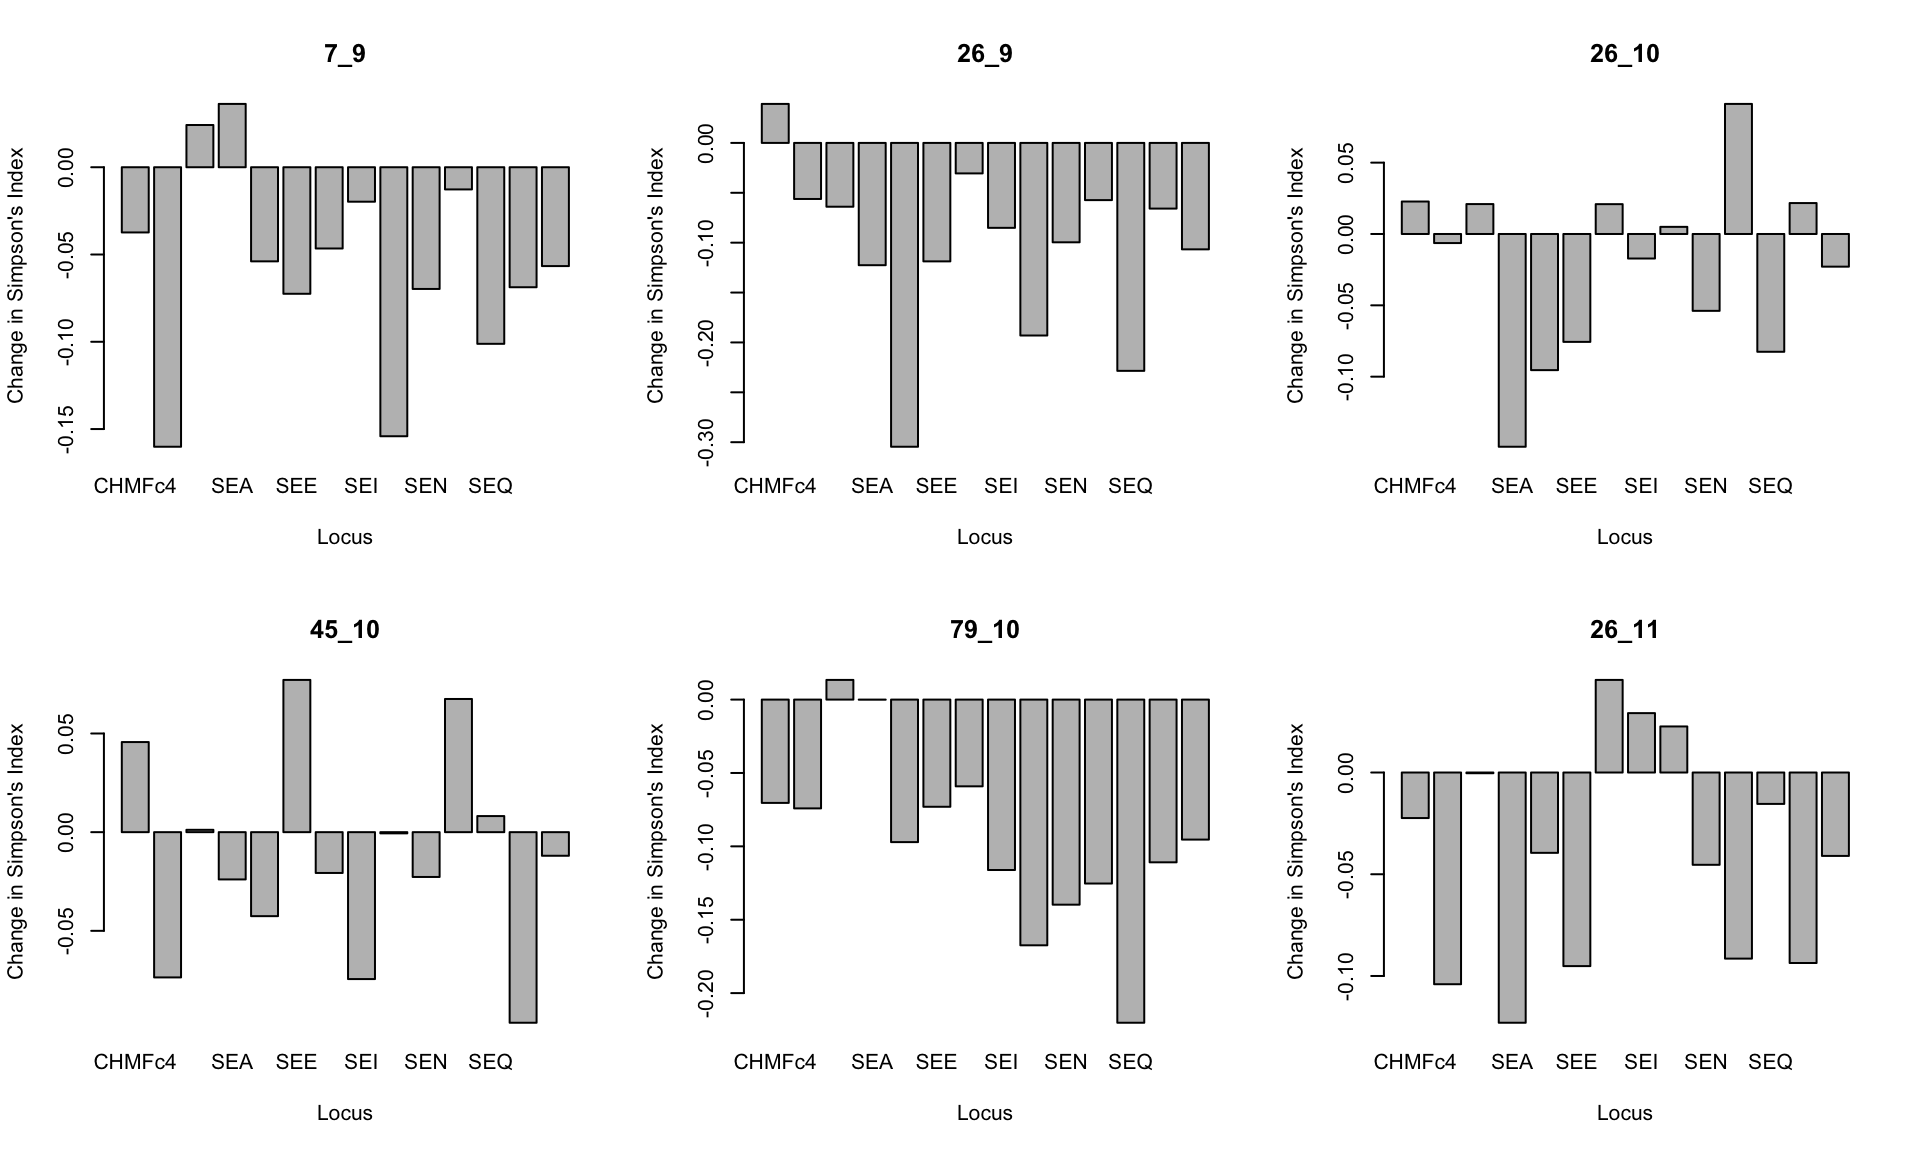 7_9
Change in Simpson's Index
0.00
-0.05
-0.10
-0.15
CHMFc4 SEA SEE SEI SEN SEQ
Locus
26_9
Change in Simpson's Index
0.00
-0.10
-0.20
-0.30
CHMFc4 SEA SEE SEI SEN SEQ
Locus
26_10
Change in Simpson's Index
0.05
0.00
-0.05
-0.10
CHMFc4 SEA SEE SEI SEN SEQ
Locus
45_10
Change in Simpson's Index
0.05
0.00
-0.05
CHMFc4 SEA SEE SEI SEN SEQ
Locus
79_10
Change in Simpson's Index
0.00
-0.05
-0.10
-0.15
-0.20
CHMFc4 SEA SEE SEI SEN SEQ
Locus
26_11
Change in Simpson's Index
0.00
-0.05
-0.10
CHMFc4 SEA SEE SEI SEN SEQ
Locus